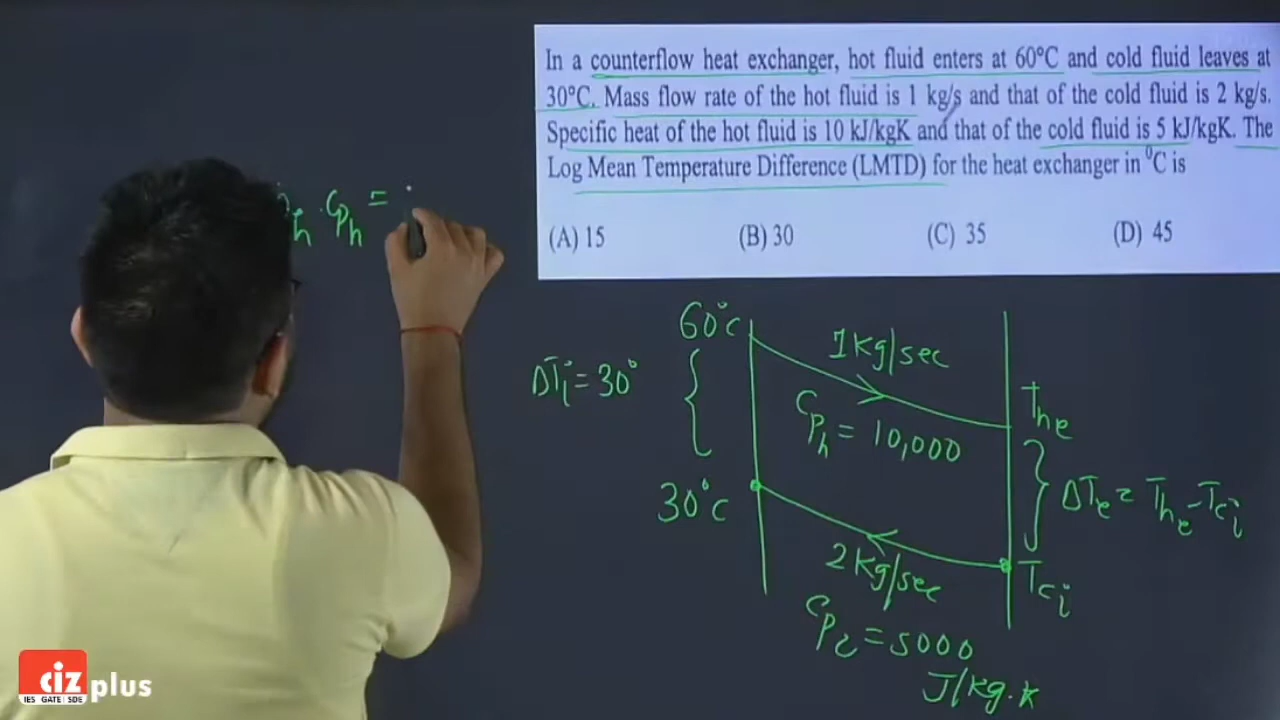 In a counterflow heat exchanger, hot fluid enters at 60°C and cold fluid leaves at
30°C. Mass flow rate of the hot fluid is 1 kg/s and that of the cold fluid is 2 kg/s.
Specific heat of the hot fluid is 10 kJ/kgK and that of the cold fluid is 5 kJ/kgK. The
Log Mean Temperature Difference (LMTD) for the heat exchanger in ⁰C is
(A) 15 (B) 30 (C) 35 (D) 45
h · Cph =
60°c
1kg/sec
ΔTi = 30°
Cph = 10,000
The
30°c
ΔTe = The - Tci
2kg/sec
Tci
Cpc = 5000
J/kg.k
ciz plus
IES GATE SDE